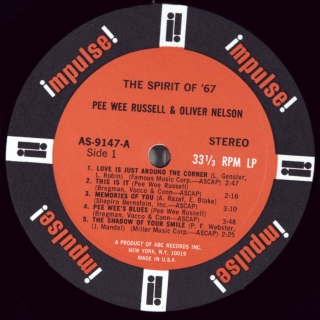 impulse!
impulse!
THE SPIRIT OF '67
PEE WEE RUSSELL & OLIVER NELSON
AS-9147-A
Side 1
STEREO
33⅓ RPM LP
1. LOVE IS JUST AROUND THE CORNER (L. Gensler,
L. Robin) (Famous Music Corp.—ASCAP) 2:47
2. THIS IS IT (Pee Wee Russell)
(Bregman, Vocco & Conn—ASCAP) 2:16
3. MEMORIES OF YOU (A. Razaf, E. Blake)
(Shapiro Bernstein, Inc.—ASCAP) 3:10
4. PEE WEE'S BLUES (Pee Wee Russell)
(Bregman, Vocco & Conn—ASCAP) 3:48
5. THE SHADOW OF YOUR SMILE (P. F. Webster,
J. Mandel) (Miller Music Corp.—ASCAP) 2:25
A PRODUCT OF ABC RECORDS INC.
NEW YORK, N.Y. 10019
MADE IN U.S.A.
impulse!
impulse!